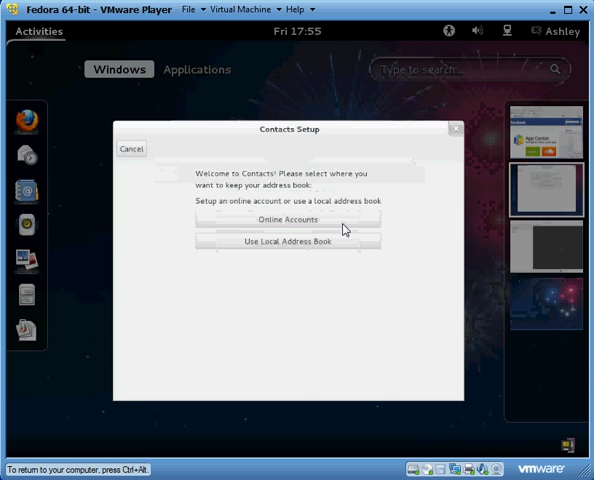 Fedora 64-bit - VMware Player File Virtual Machine Help
Activities Fri 17:55 Ashley
Windows Applications Type to search...
Contacts Setup
Cancel
Welcome to Contacts! Please select where you
want to keep your address book:
Setup an online account or use a local address book
Online Accounts
Use Local Address Book
App Center
To return to your computer, press Ctrl+Alt.
vmware